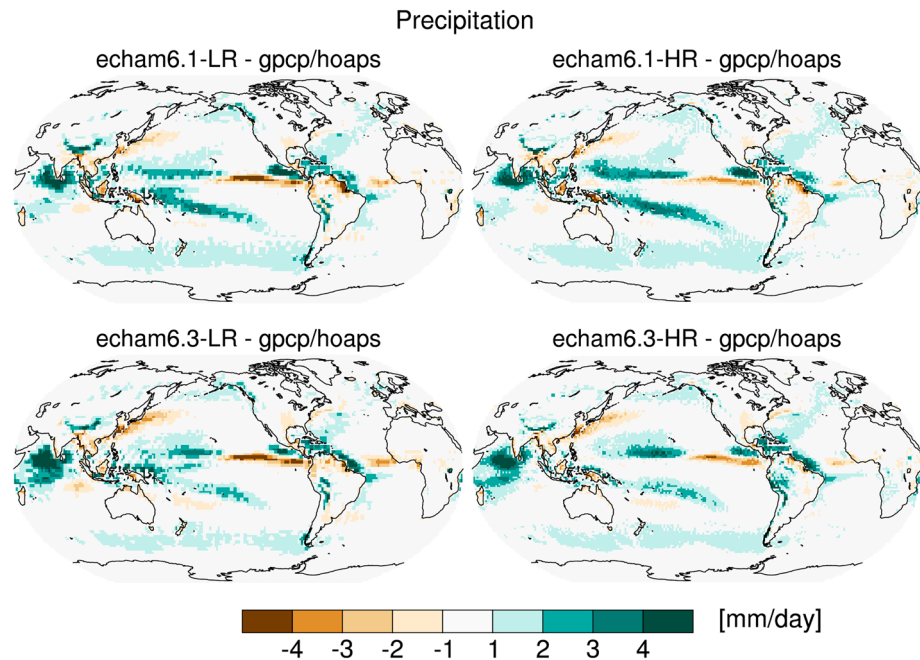 Precipitation
echam6.1-LR - gpcp/hoaps
echam6.1-HR - gpcp/hoaps
echam6.3-LR - gpcp/hoaps
echam6.3-HR - gpcp/hoaps
-4 -3 -2 -1 1 2 3 4 [mm/day]